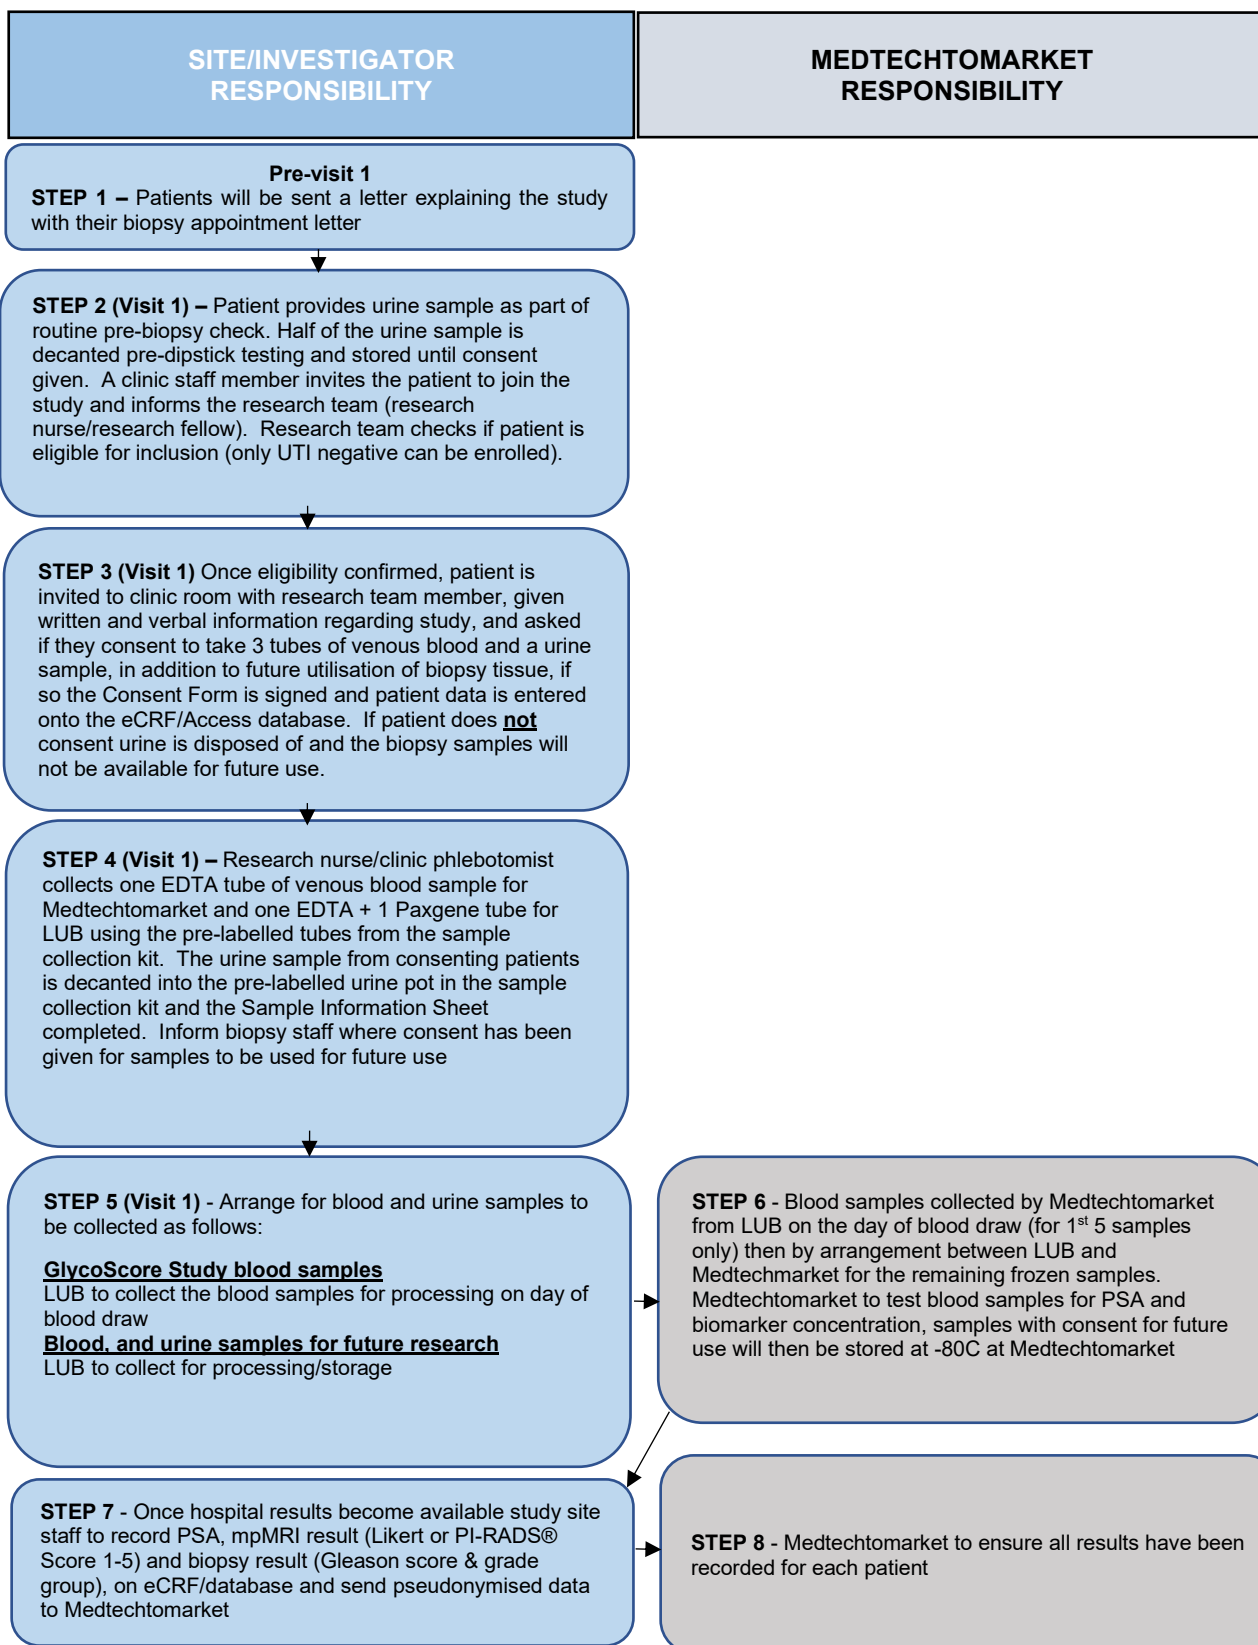 SITE/INVESTIGATOR
RESPONSIBILITY
MEDTECHTOMARKET
RESPONSIBILITY
Pre-visit 1
STEP 1 – Patients will be sent a letter explaining the study
with their biopsy appointment letter
STEP 2 (Visit 1) – Patient provides urine sample as part of
routine pre-biopsy check. Half of the urine sample is
decanted pre-dipstick testing and stored until consent
given. A clinic staff member invites the patient to join the
study and informs the research team (research
nurse/research fellow). Research team checks if patient is
eligible for inclusion (only UTI negative can be enrolled).
STEP 3 (Visit 1) Once eligibility confirmed, patient is
invited to clinic room with research team member, given
written and verbal information regarding study, and asked
if they consent to take 3 tubes of venous blood and a urine
sample, in addition to future utilisation of biopsy tissue, if
so the Consent Form is signed and patient data is entered
onto the eCRF/Access database. If patient does not
consent urine is disposed of and the biopsy samples will
not be available for future use.
STEP 4 (Visit 1) – Research nurse/clinic phlebotomist
collects one EDTA tube of venous blood sample for
Medtechtomarket and one EDTA + 1 Paxgene tube for
LUB using the pre-labelled tubes from the sample
collection kit. The urine sample from consenting patients
is decanted into the pre-labelled urine pot in the sample
collection kit and the Sample Information Sheet
completed. Inform biopsy staff where consent has been
given for samples to be used for future use
STEP 5 (Visit 1) - Arrange for blood and urine samples to
be collected as follows:
GlycoScore Study blood samples
LUB to collect the blood samples for processing on day of
blood draw
Blood, and urine samples for future research
LUB to collect for processing/storage
STEP 6 - Blood samples collected by Medtechtomarket
from LUB on the day of blood draw (for 1st 5 samples
only) then by arrangement between LUB and
Medtechmarket for the remaining frozen samples.
Medtechtomarket to test blood samples for PSA and
biomarker concentration, samples with consent for future
use will then be stored at -80C at Medtechtomarket
STEP 7 - Once hospital results become available study site
staff to record PSA, mpMRI result (Likert or PI-RADS®
Score 1-5) and biopsy result (Gleason score & grade
group), on eCRF/database and send pseudonymised data
to Medtechtomarket
STEP 8 - Medtechtomarket to ensure all results have been
recorded for each patient